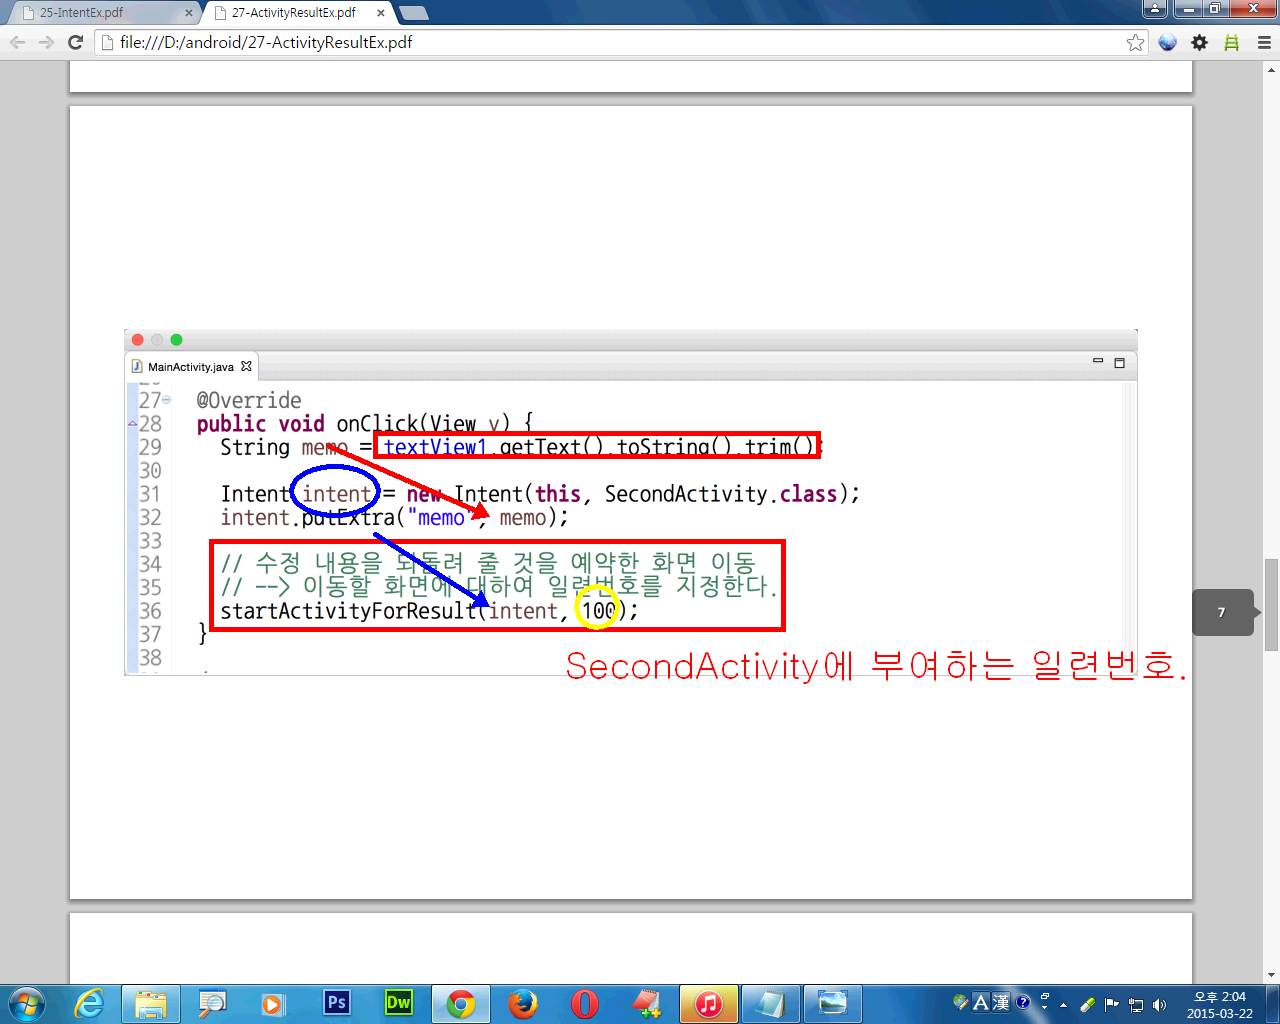 25-IntentEx.pdf
27-ActivityResultEx.pdf
file:///D:/android/27-ActivityResultEx.pdf
MainActivity.java
27 @Override
28 public void onClick(View v) {
29 String memo = textView1.getText().toString().trim();
30
31 Intent intent = new Intent(this, SecondActivity.class);
32 intent.putExtra("memo", memo);
33
34 // 수정 내용을 되돌려 줄 것을 예약한 화면 이동
35 // --> 이동할 화면에 대하여 일련번호를 지정한다.
36 startActivityForResult(intent, 100);
37 }
38
SecondActivity에 부여하는 일련번호.
7
Ps
Dw
A 漢
오후 2:04
2015-03-22